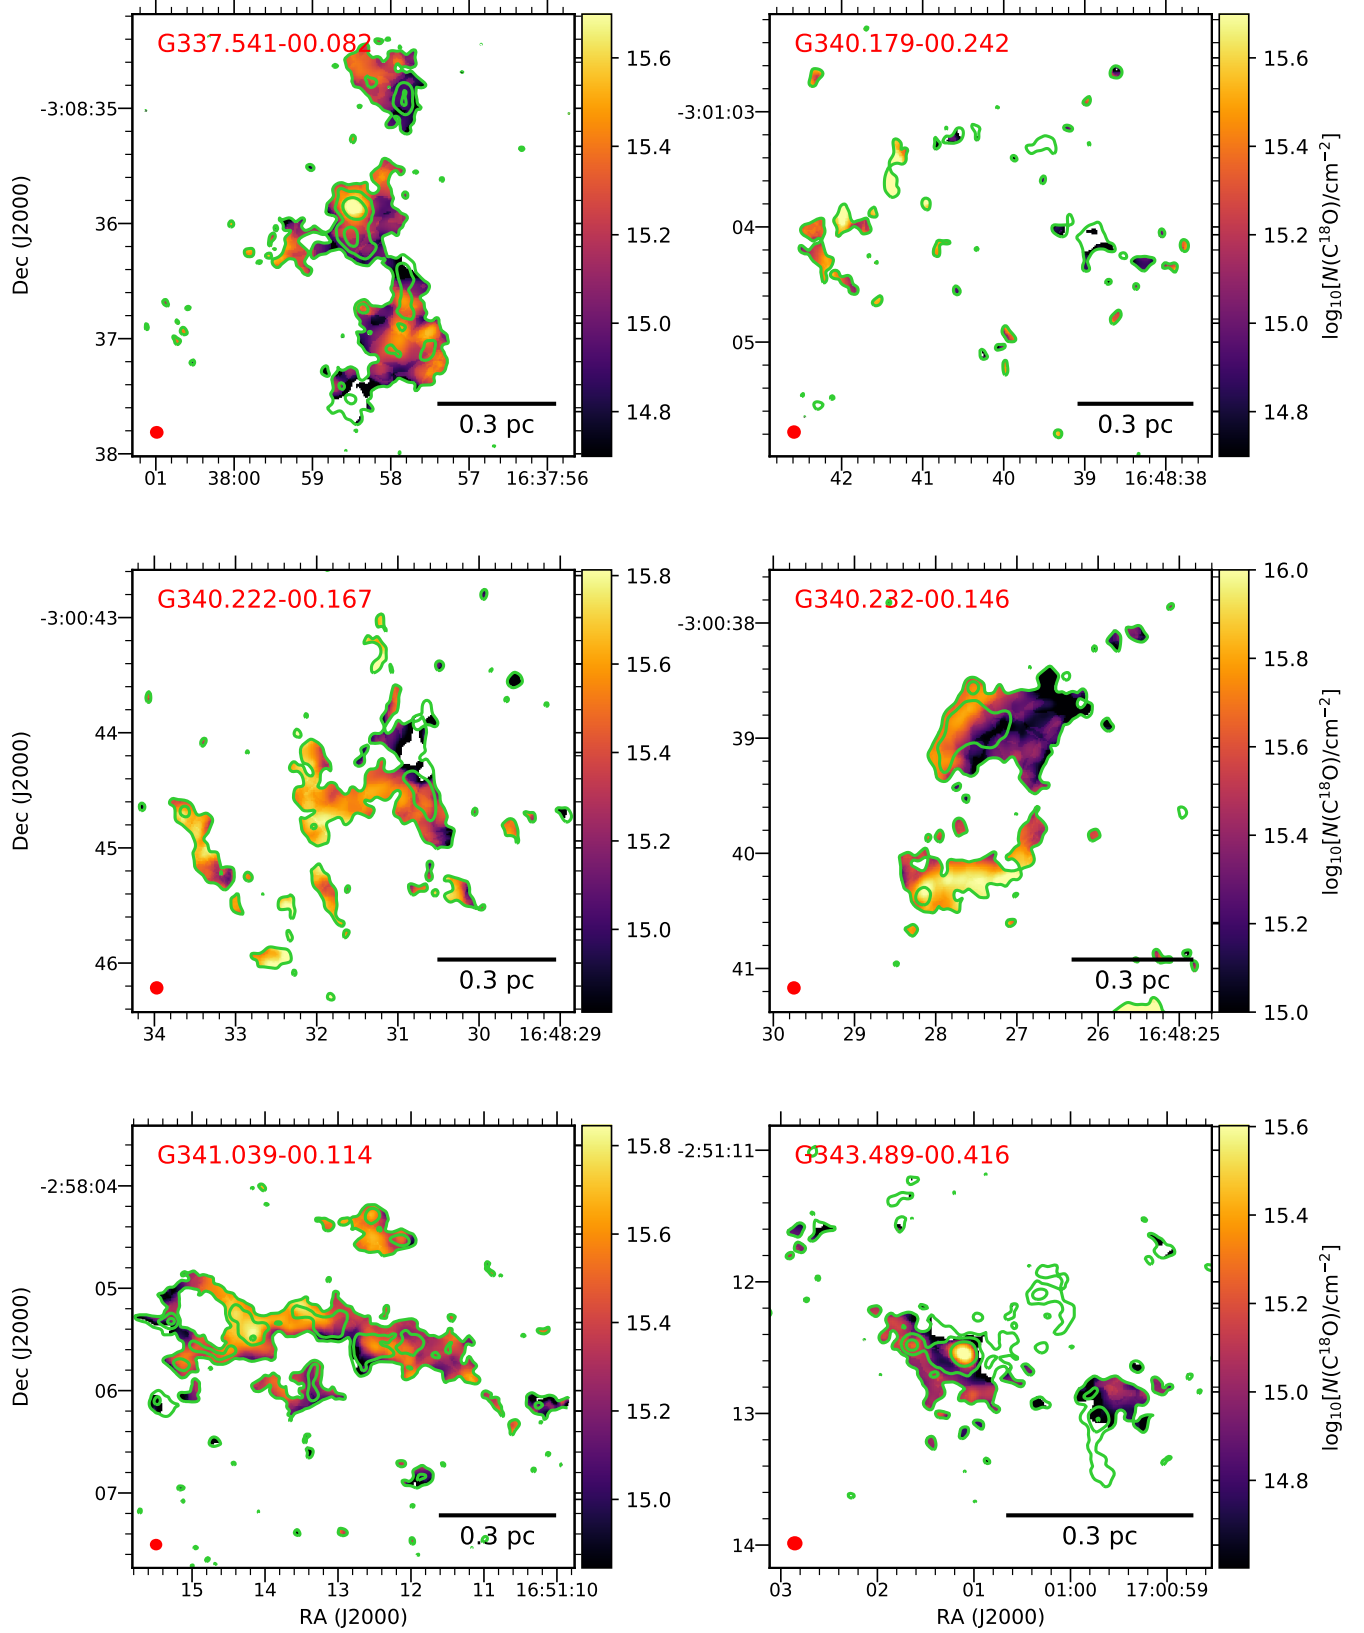 G337.541-00.082
-3:08:35
36
37
38
Dec (J2000)
01 38:00 59 58 57 16:37:56
0.3 pc
15.6
15.4
15.2
15.0
14.8
G340.179-00.242
-3:01:03
04
05
42 41 40 39 16:48:38
0.3 pc
15.6
15.4
15.2
15.0
14.8
log₁₀[N(C¹⁸O)/cm⁻²]
G340.222-00.167
-3:00:43
44
45
46
Dec (J2000)
34 33 32 31 30 16:48:29
0.3 pc
15.8
15.6
15.4
15.2
15.0
G340.232-00.146
-3:00:38
39
40
41
30 29 28 27 26 16:48:25
0.3 pc
16.0
15.8
15.6
15.4
15.2
15.0
log₁₀[N(C¹⁸O)/cm⁻²]
G341.039-00.114
-2:58:04
05
06
07
Dec (J2000)
15 14 13 12 11 16:51:10
RA (J2000)
0.3 pc
15.8
15.6
15.4
15.2
15.0
G343.489-00.416
-2:51:11
12
13
14
03 02 01 01:00 17:00:59
RA (J2000)
0.3 pc
15.6
15.4
15.2
15.0
14.8
log₁₀[N(C¹⁸O)/cm⁻²]